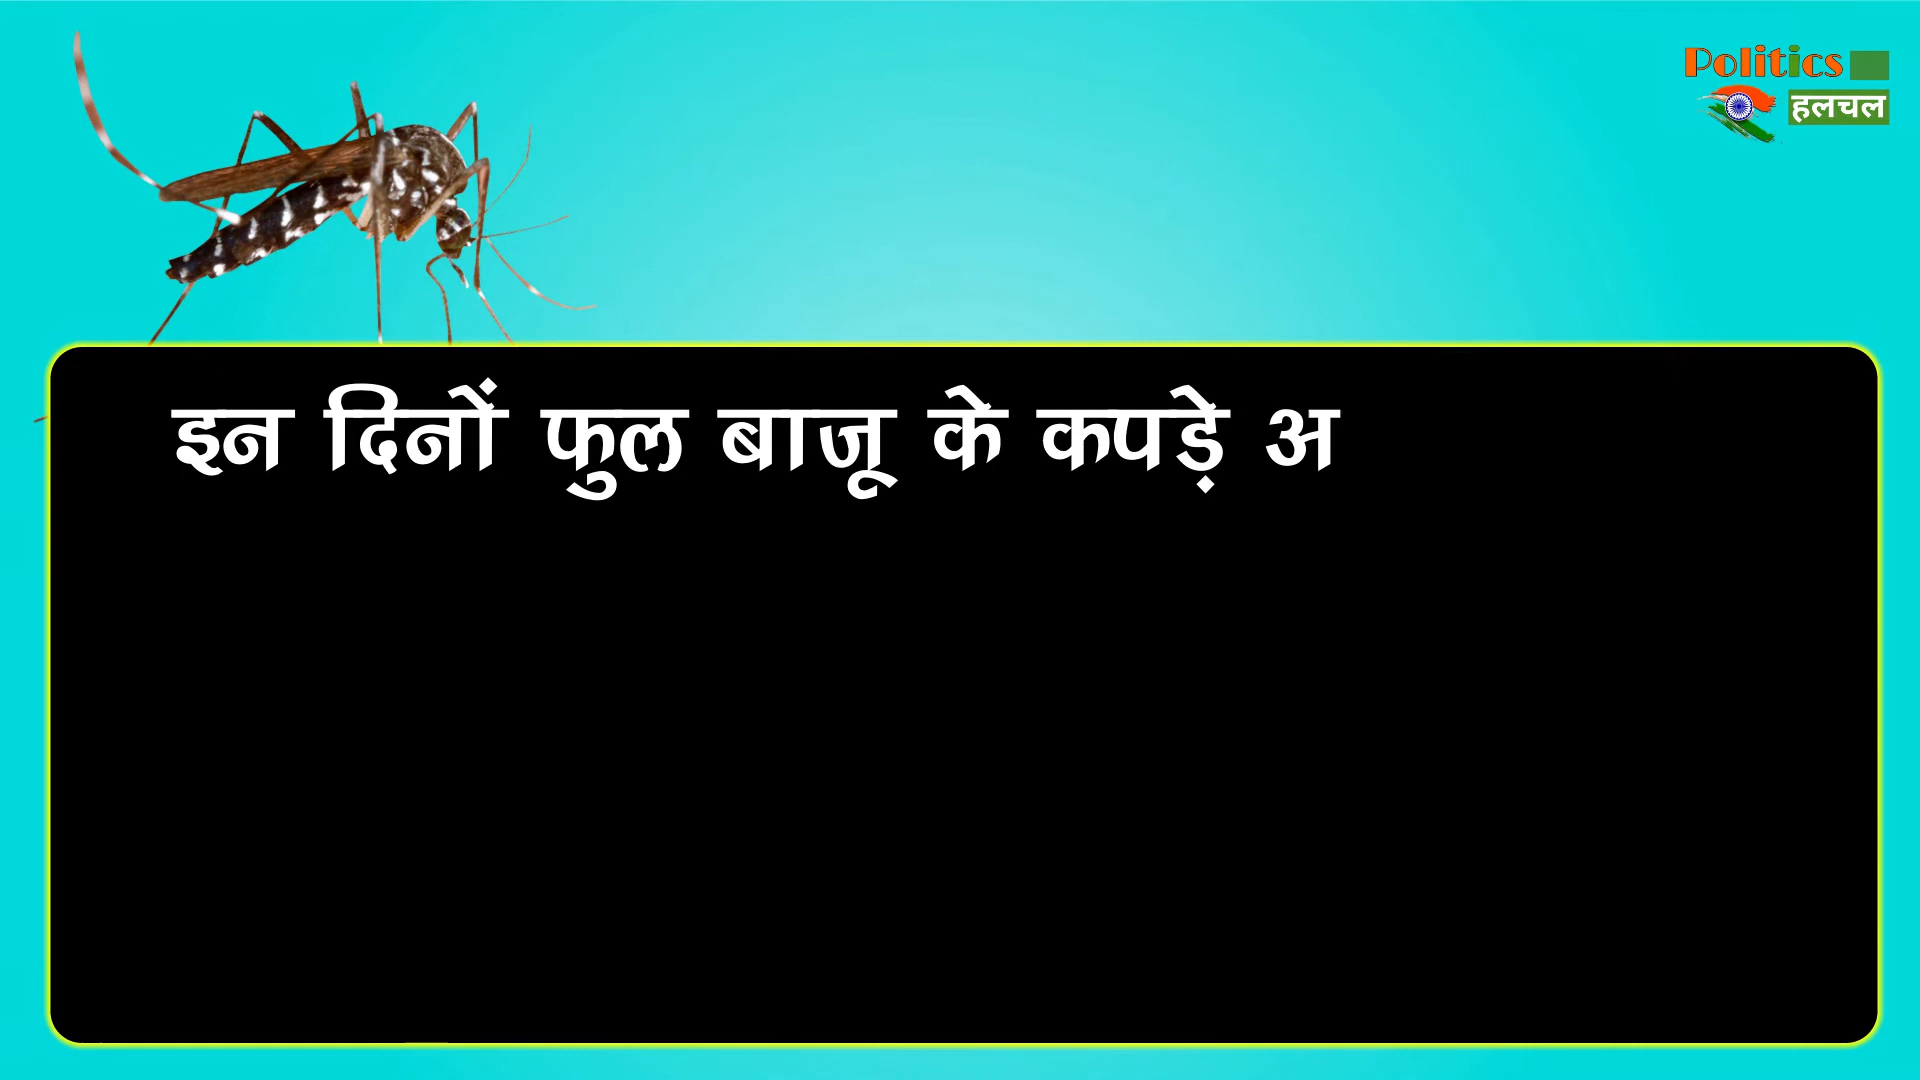 Politics
हलचल
इन दिनों फुल बाजू के कपड़े अ